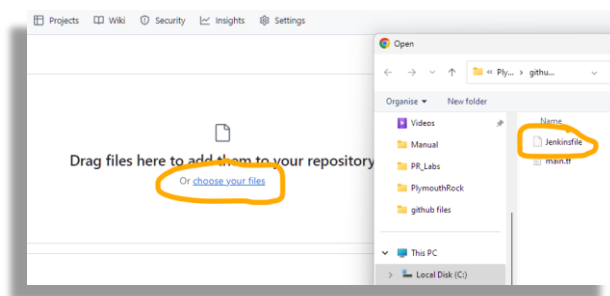 Projects Wiki Security Insights Settings
Drag files here to add them to your repository
Or choose your files
Open
« Ply... > githu...
Organise New folder
Name
Videos
Manual
PR_Labs
PlymouthRock
github files
This PC
Local Disk (C:)
Jenkinsfile
main.tf